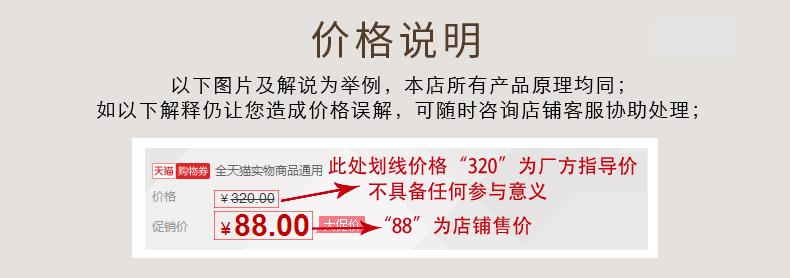 价格说明
以下图片及解说为举例，本店所有产品原理均同；
如以下解释仍让您造成价格误解，可随时咨询店铺客服协助处理；
天猫 购物券 全天猫实物商品通用 此处划线价格“320”为厂方指导价
不具备任何参与意义
价格 ¥320.00
促销价 ¥88.00 大促价 “88”为店铺售价